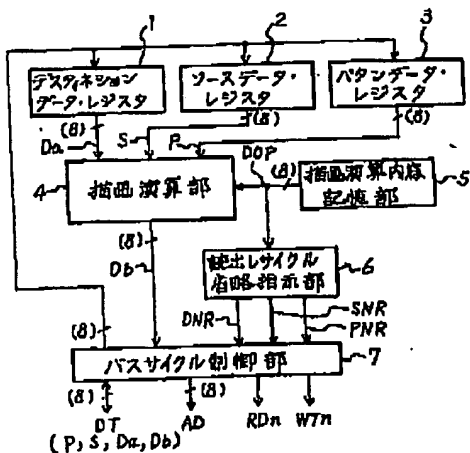 1
2
3
デスティネション
データ・レジスタ
ソースデータ・
レジスタ
パタンデータ・
レジスタ
(8)
(8)
(8)
Da
S
P
DOP
(8)
4
描画演算部
描画演算内容
記憶部
5
(8)
Db
読出しサイクル
省略指示部
6
DNR
SNR
PNR
(8)
バスサイクル制御部
7
(8)
(8)
DT
AD
RDn
WTn
(P, S, Da, Db)